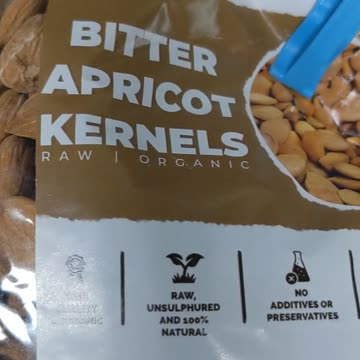 BITTER
APRICOT
KERNELS
RAW | ORGANIC
RAW,
UNSULPHURED
AND 100%
NATURAL
NO
ADDITIVES OR
PRESERVATIVES